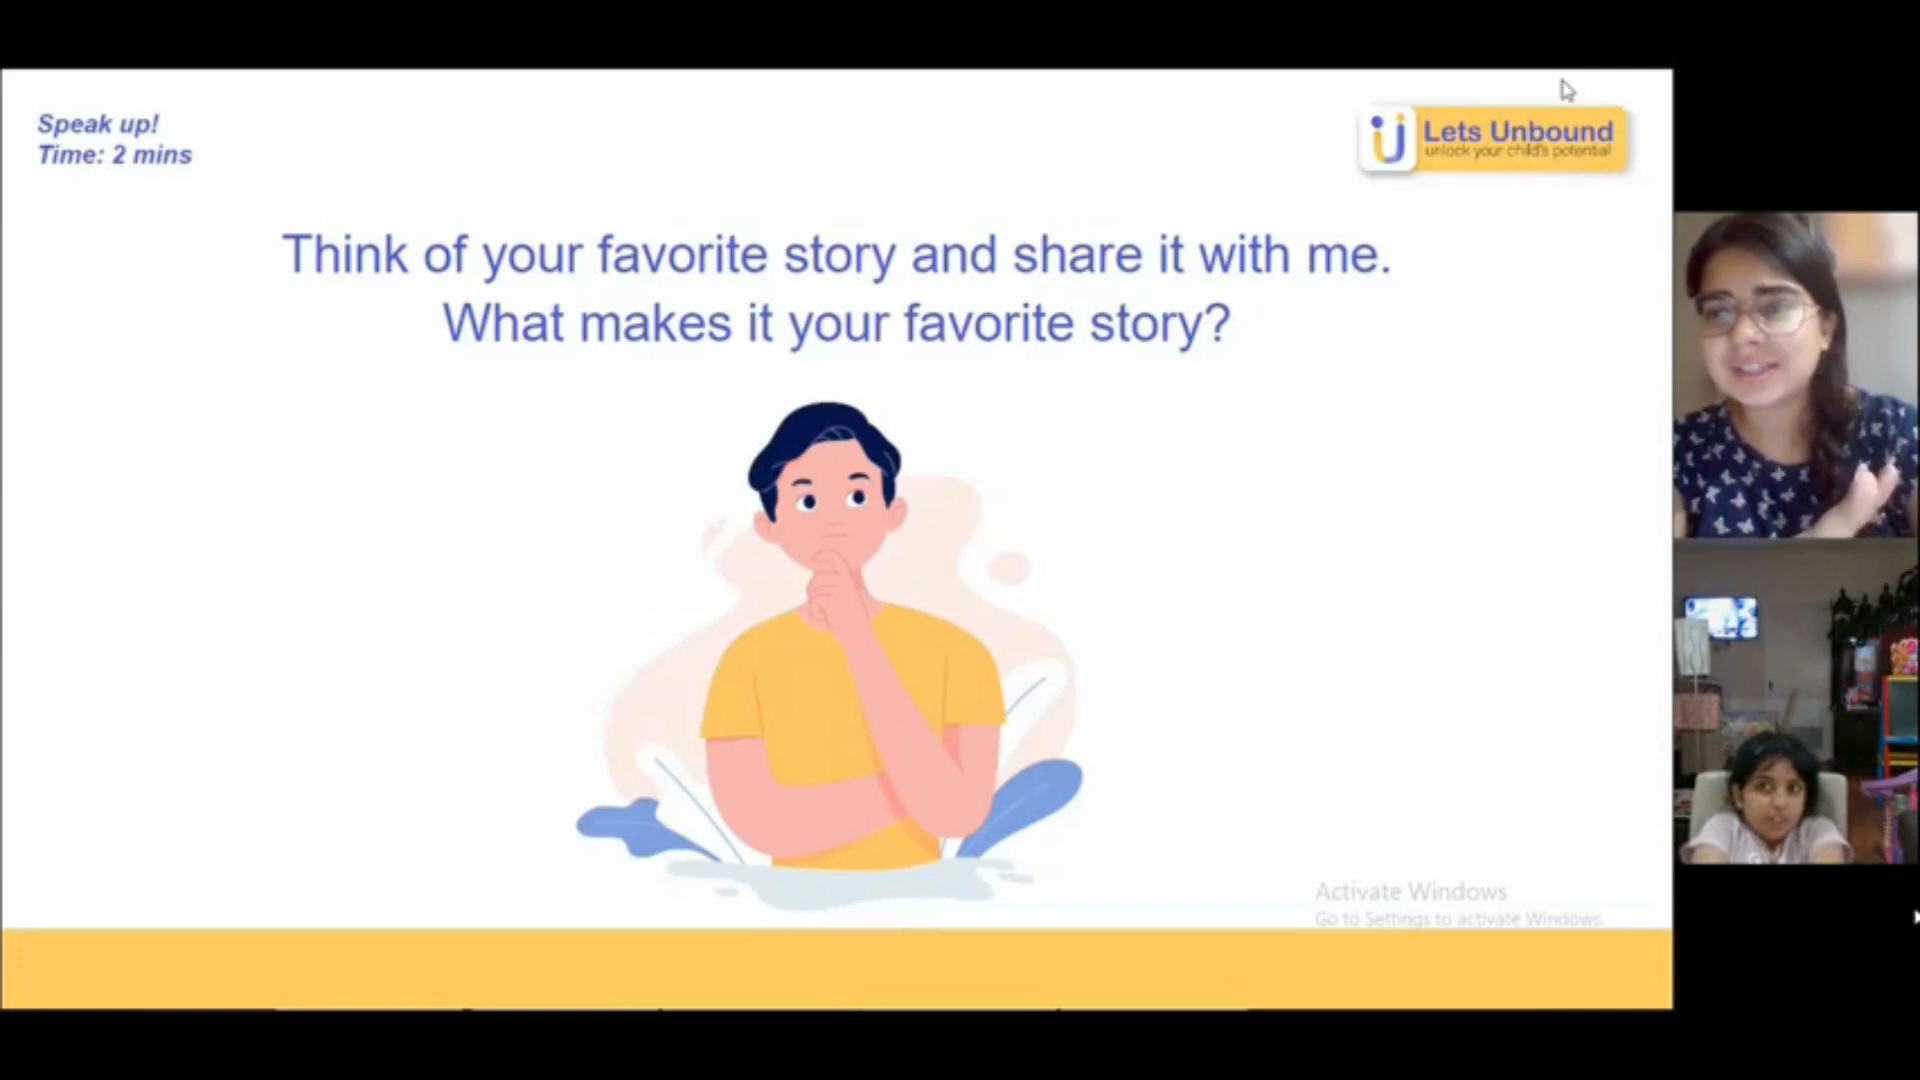 Speak up!
Time: 2 mins
Lets Unbound
unlock your child's potential
Think of your favorite story and share it with me.
What makes it your favorite story?
Activate Windows
Go to Settings to activate Windows.